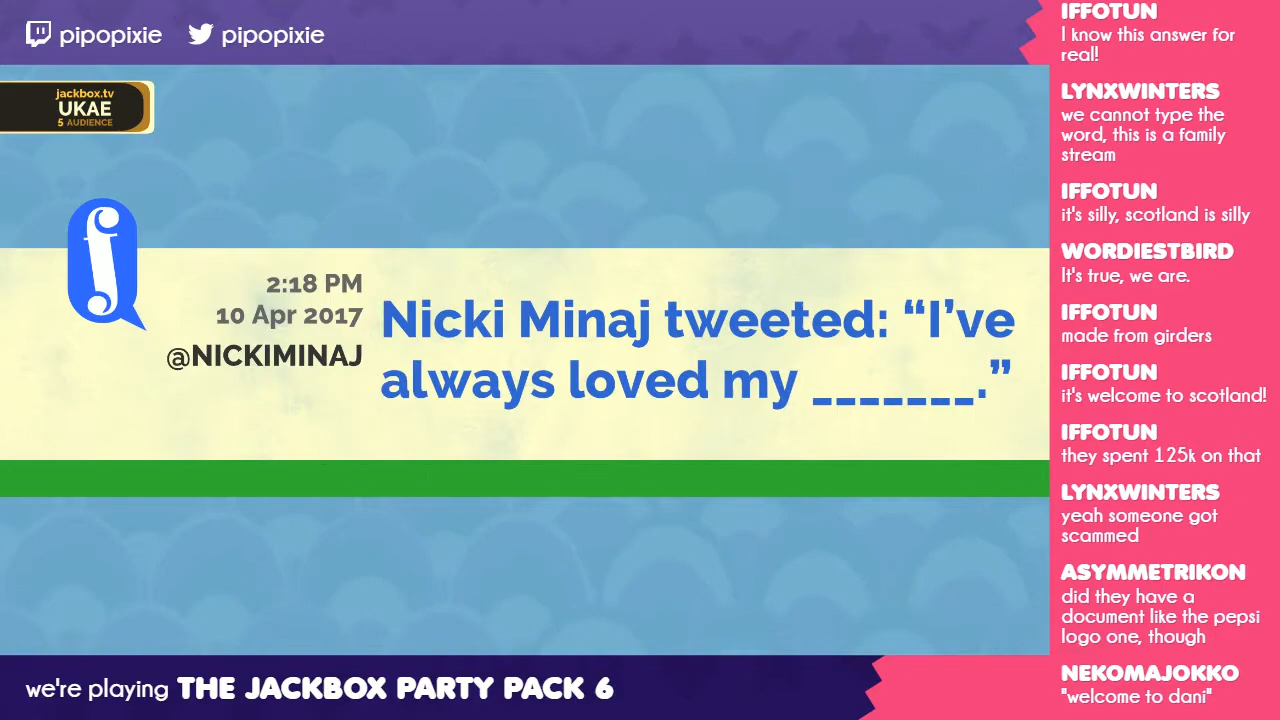 pipopixie pipopixie
jackbox.tv
UKAE
5 AUDIENCE
f
2:18 PM
10 Apr 2017
@NICKIMINAJ
Nicki Minaj tweeted: “I’ve
always loved my _______.”
we're playing THE JACKBOX PARTY PACK 6
IFFOTUN
I know this answer for
real!
LYNXWINTERS
we cannot type the
word, this is a family
stream
IFFOTUN
it's silly, scotland is silly
WORDIESTBIRD
It's true, we are.
IFFOTUN
made from girders
IFFOTUN
it's welcome to scotland!
IFFOTUN
they spent 125k on that
LYNXWINTERS
yeah someone got
scammed
ASYMMETRIKON
did they have a
document like the pepsi
logo one, though
NEKOMAJOKKO
"welcome to dani"